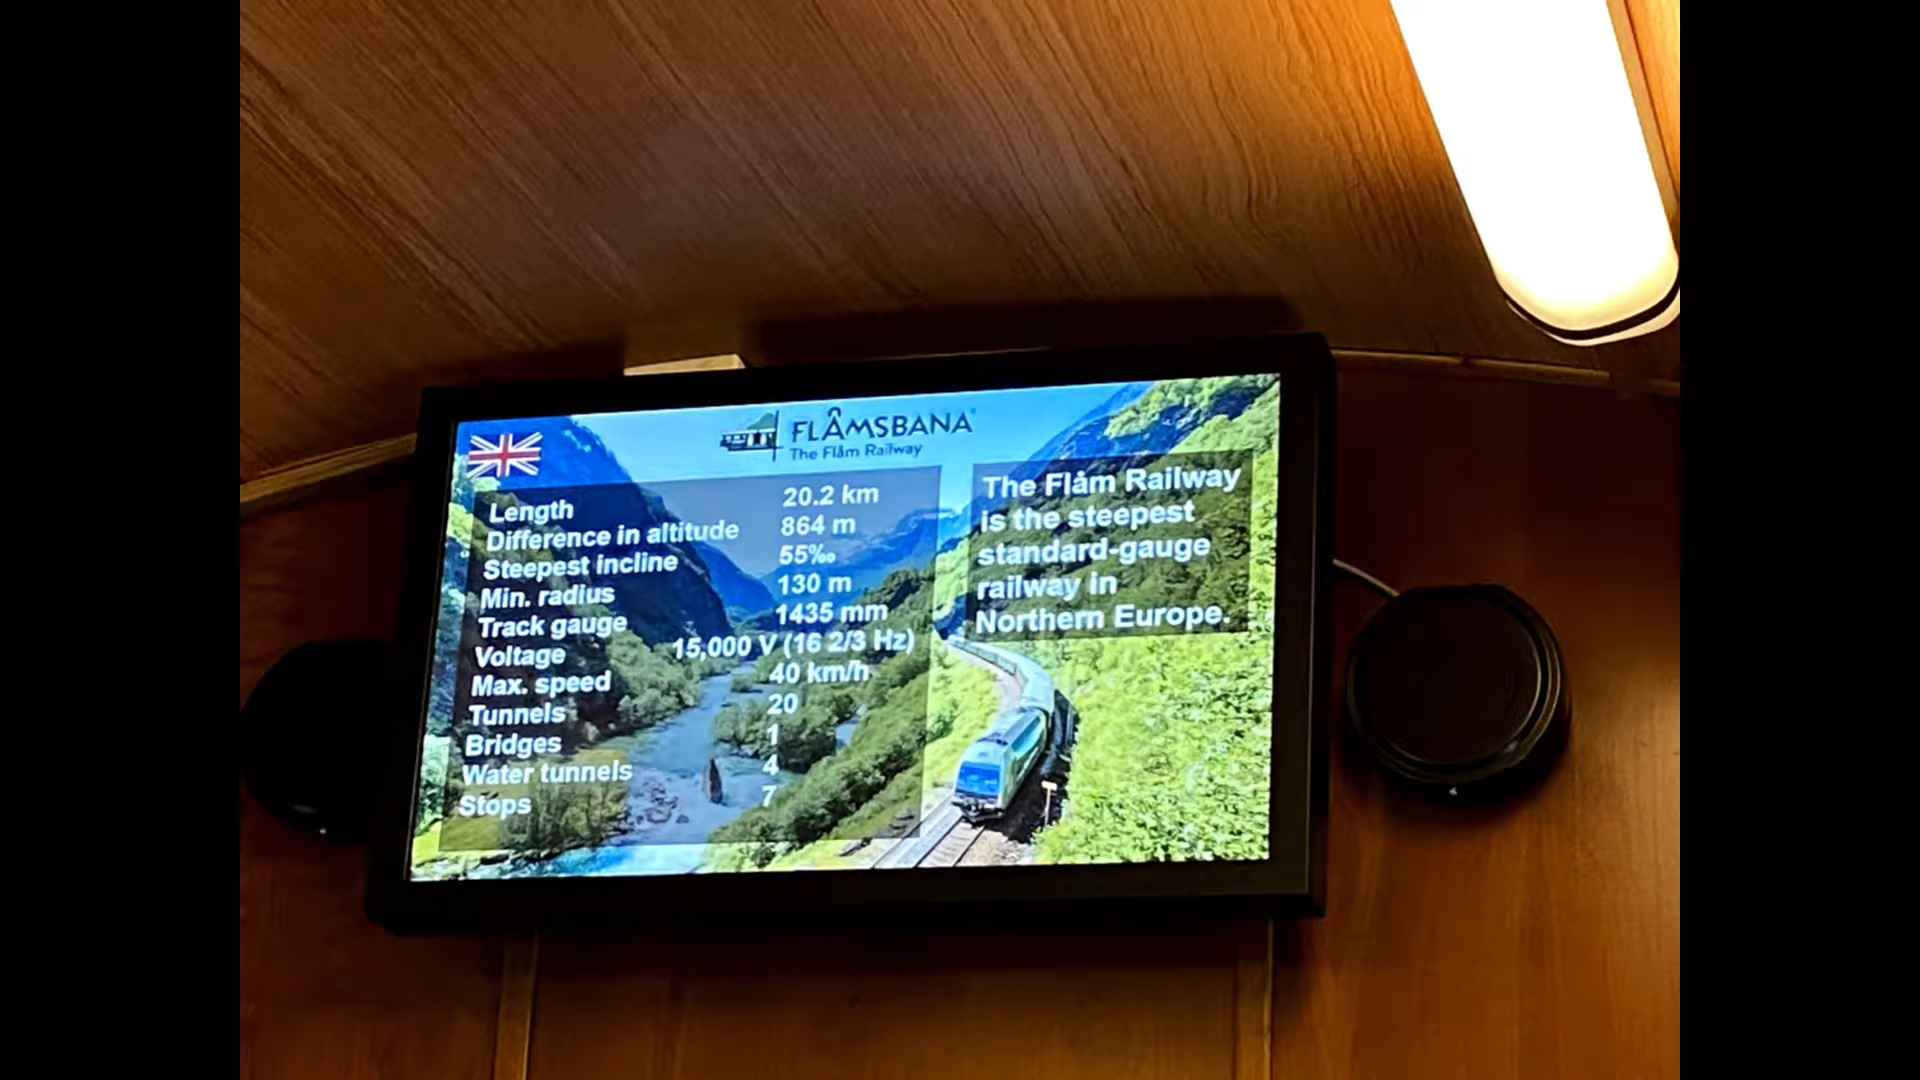 FLÅMSBANA
The Flåm Railway
Length 20.2 km
Difference in altitude 864 m
Steepest incline 55‰
Min. radius 130 m
Track gauge 1435 mm
Voltage 15,000 V (16 2/3 Hz)
Max. speed 40 km/h
Tunnels 20
Bridges 1
Water tunnels 4
Stops 7
The Flåm Railway
is the steepest
standard-gauge
railway in
Northern Europe.